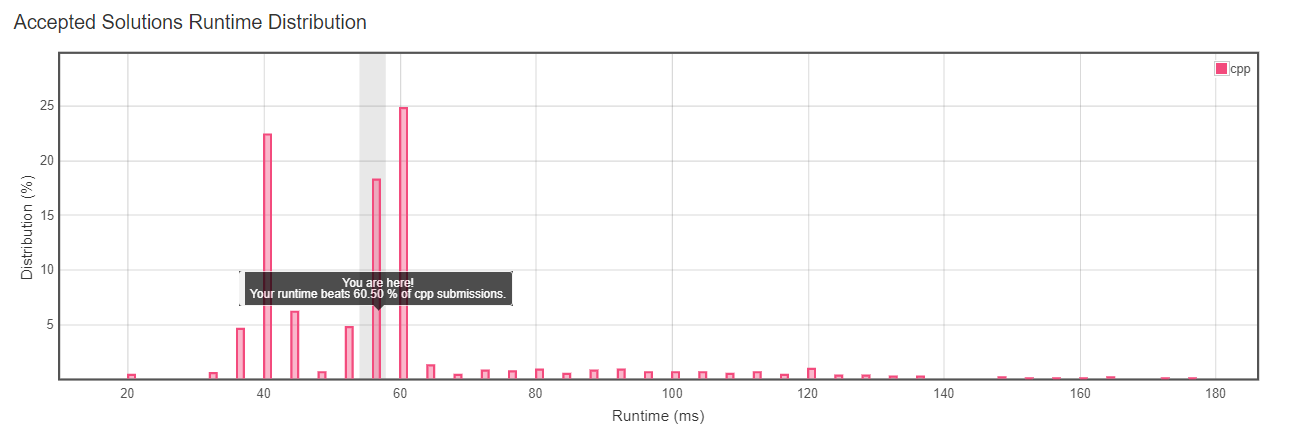 Accepted Solutions Runtime Distribution
cpp
Distribution (%)
25
20
15
10
5
You are here!
Your runtime beats 60.50 % of cpp submissions.
20 40 60 80 100 120 140 160 180
Runtime (ms)